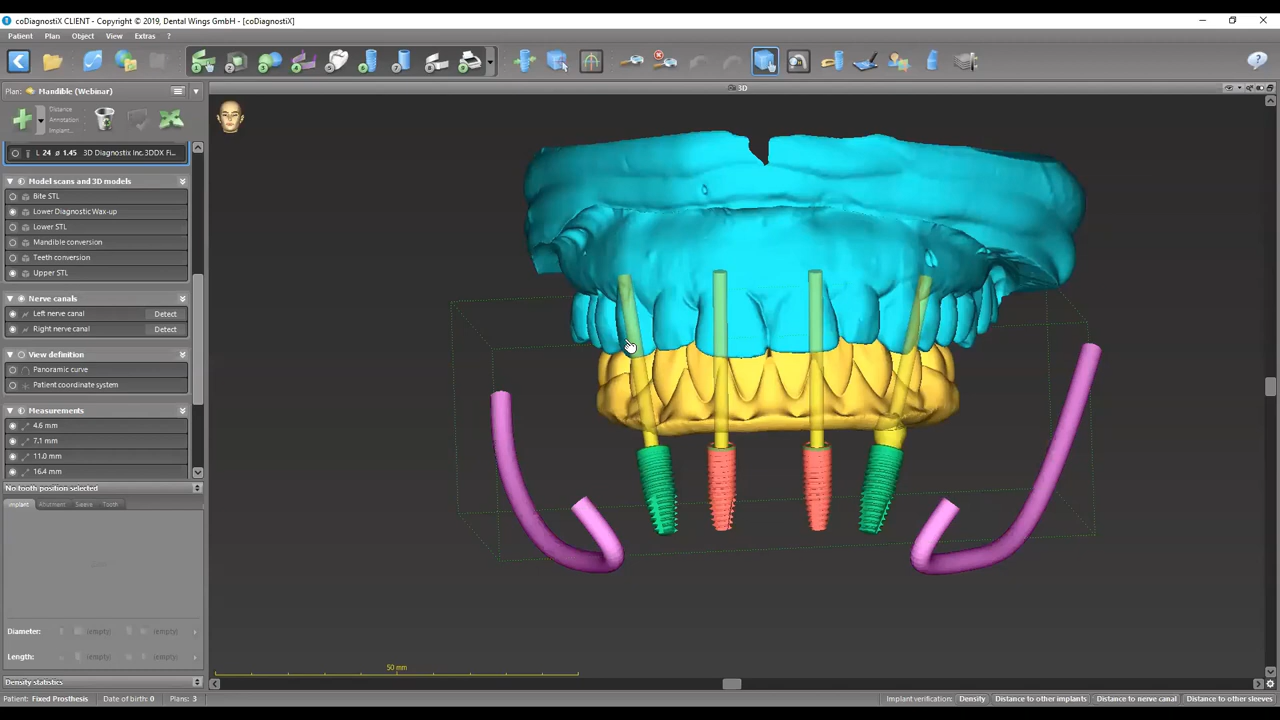 coDiagnostiX CLIENT - Copyright © 2019, Dental Wings GmbH - [coDiagnostiX]
Patient Plan Object View Extras ?
Plan: Mandible (Webinar)
3D
Distance
Annotation
Implant...
L 24 ø 1.45 3D Diagnostix Inc.3DDX Fi...
Model scans and 3D models
Bite STL
Lower Diagnostic Wax-up
Lower STL
Mandible conversion
Teeth conversion
Upper STL
Nerve canals
Left nerve canal Detect
Right nerve canal Detect
View definition
Panoramic curve
Patient coordinate system
Measurements
4.6 mm
7.1 mm
11.0 mm
16.4 mm
No tooth position selected
Implant Abutment Sleeve Tooth
Diameter: (empty) (empty)
Length: (empty) (empty)
Density statistics
50 mm
Patient: Fixed Prosthesis Date of birth: 0 Plans: 3
Implant verification: Density Distance to other implants Distance to nerve canal Distance to other sleeves